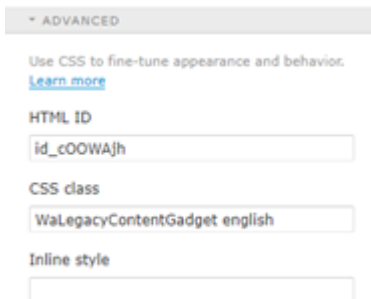 ADVANCED
Use CSS to fine-tune appearance and behavior.
Learn more
HTML ID
id_cOOWAjh
CSS class
WaLegacyContentGadget english
Inline style